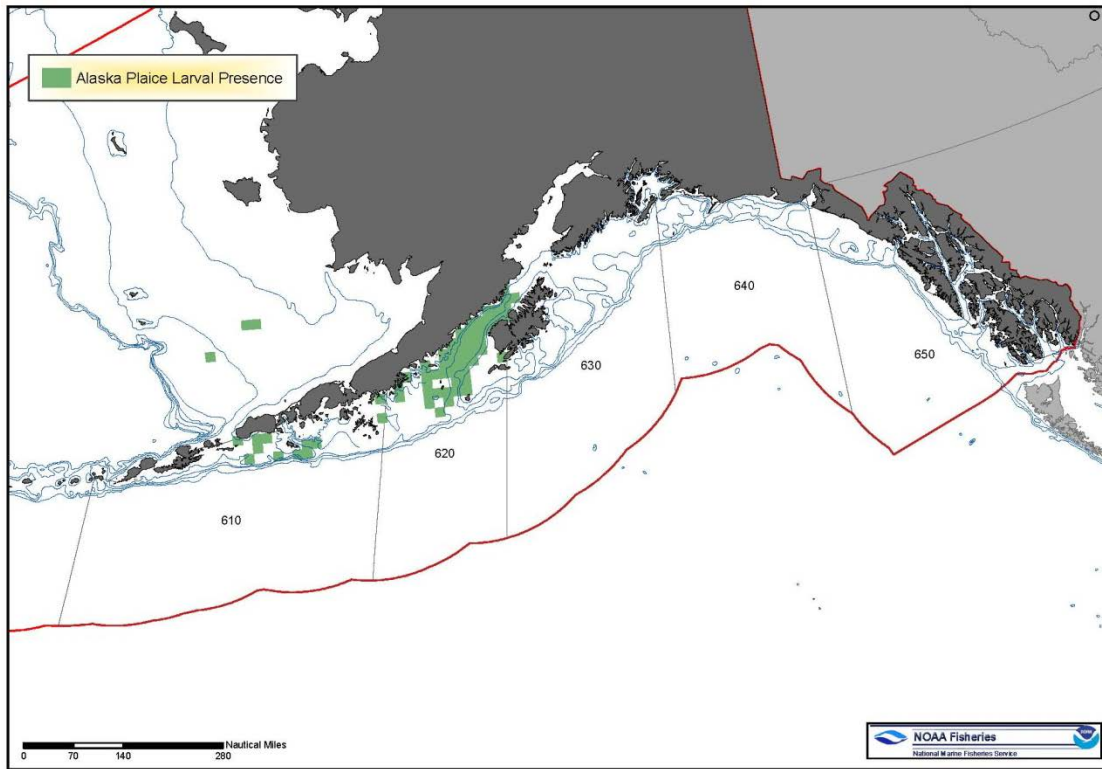 Alaska Plaice Larval Presence
640
650
630
620
610
Nautical Miles
0 70 140 280
NOAA Fisheries
National Marine Fisheries Service